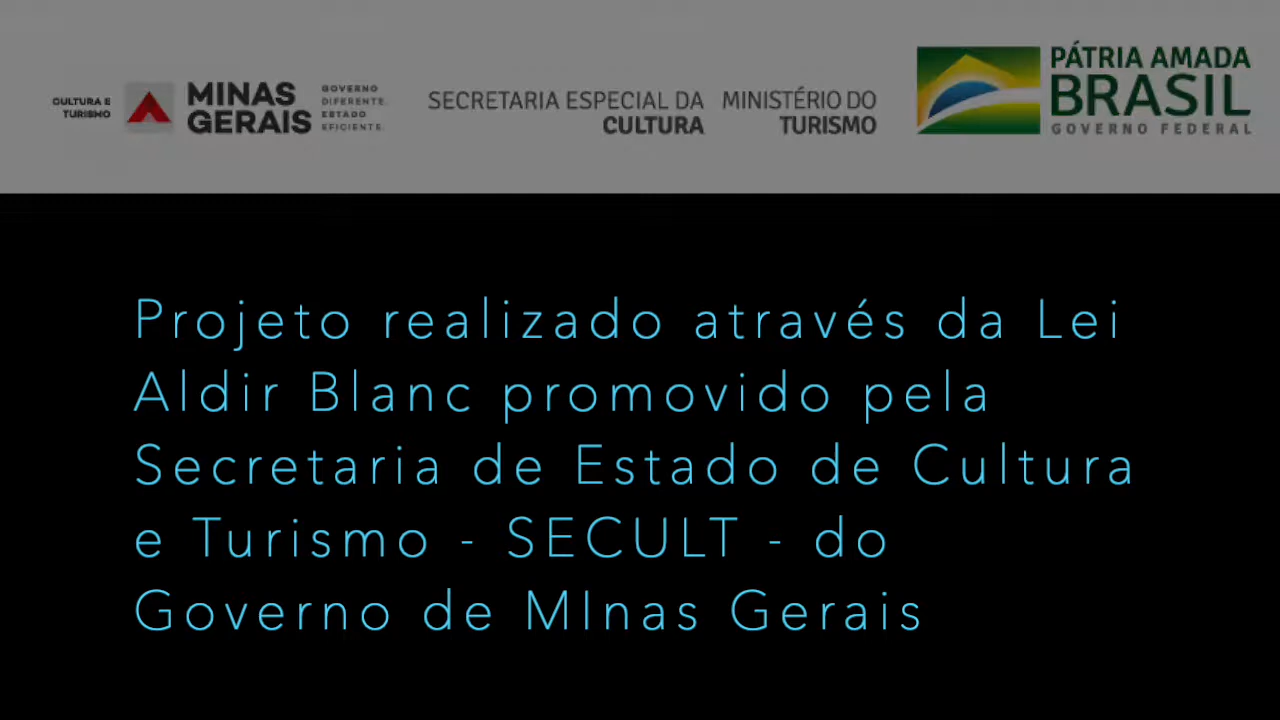 CULTURA E
TURISMO
MINAS
GERAIS
GOVERNO
DIFERENTE.
ESTADO
EFICIENTE.
SECRETARIA ESPECIAL DA
CULTURA
MINISTÉRIO DO
TURISMO
PÁTRIA AMADA
BRASIL
GOVERNO FEDERAL
Projeto realizado através da Lei
Aldir Blanc promovido pela
Secretaria de Estado de Cultura
e Turismo - SECULT - do
Governo de MInas Gerais